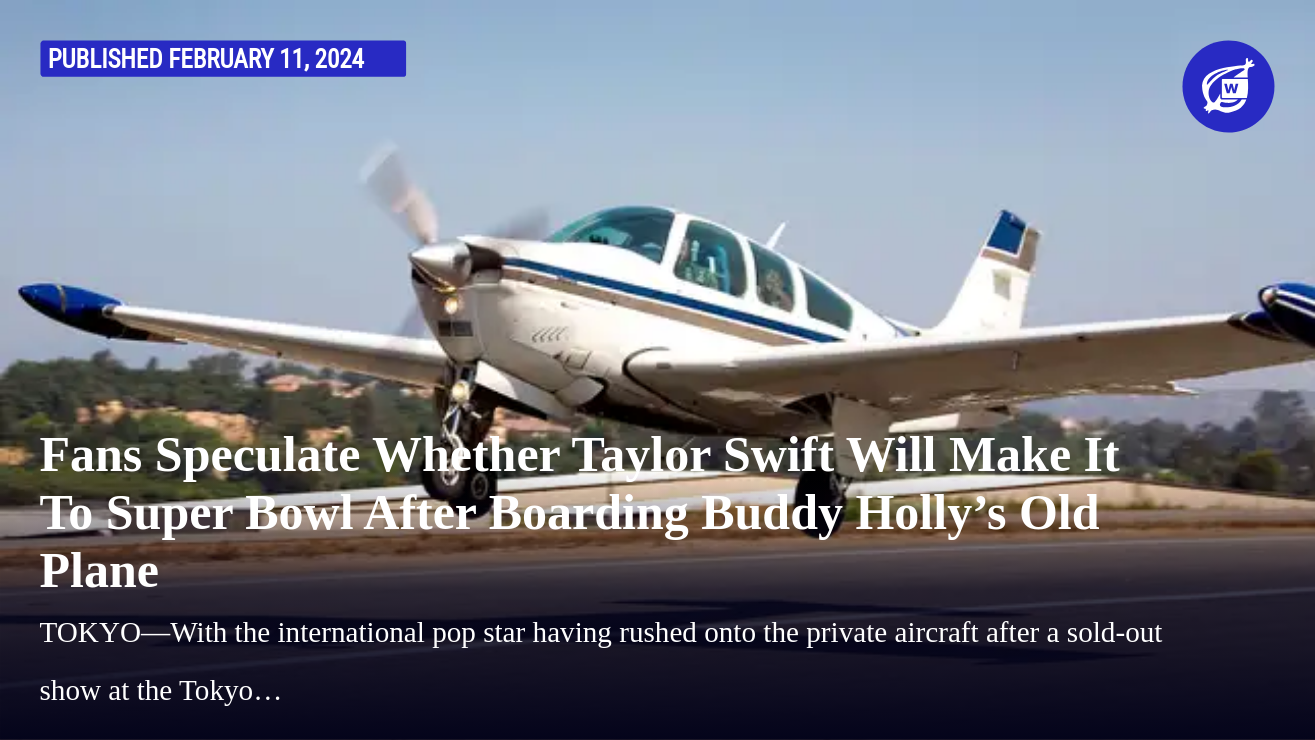 PUBLISHED FEBRUARY 11, 2024
W
Fans Speculate Whether Taylor Swift Will Make It
To Super Bowl After Boarding Buddy Holly’s Old
Plane
TOKYO—With the international pop star having rushed onto the private aircraft after a sold-out
show at the Tokyo…